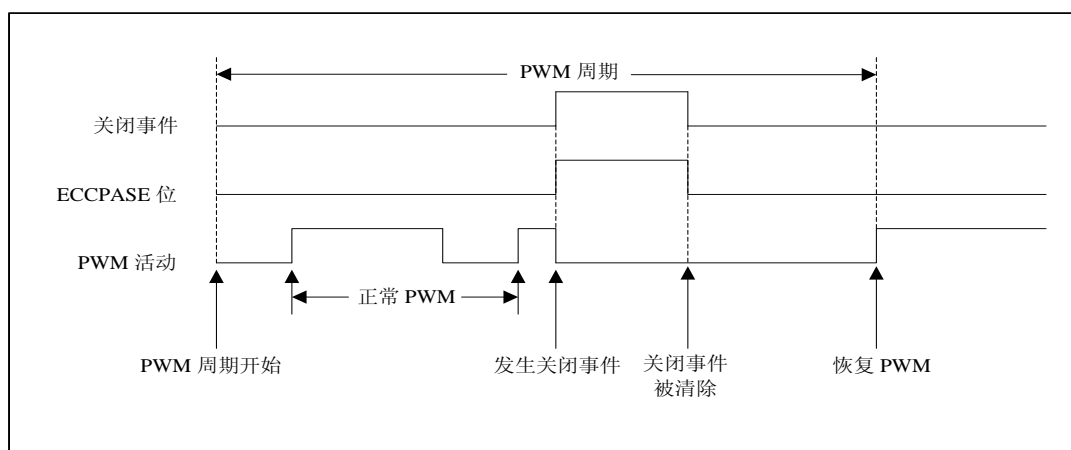 PWM 周期
关闭事件
ECCPASE 位
PWM 活动
正常 PWM
PWM 周期开始
发生关闭事件
关闭事件
被清除
恢复 PWM